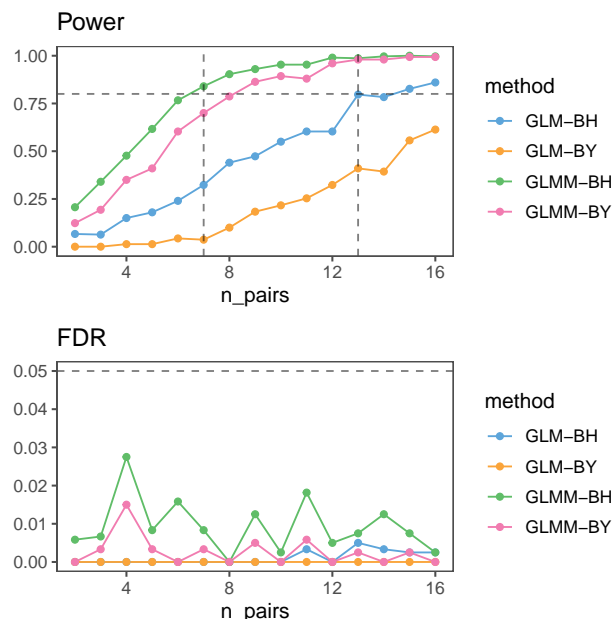 Power
1.00
0.75
0.50
0.25
0.00
4 8 12 16
n_pairs
method
GLM−BH
GLM−BY
GLMM−BH
GLMM−BY
FDR
0.05
0.04
0.03
0.02
0.01
0.00
4 8 12 16
n_pairs
method
GLM−BH
GLM−BY
GLMM−BH
GLMM−BY